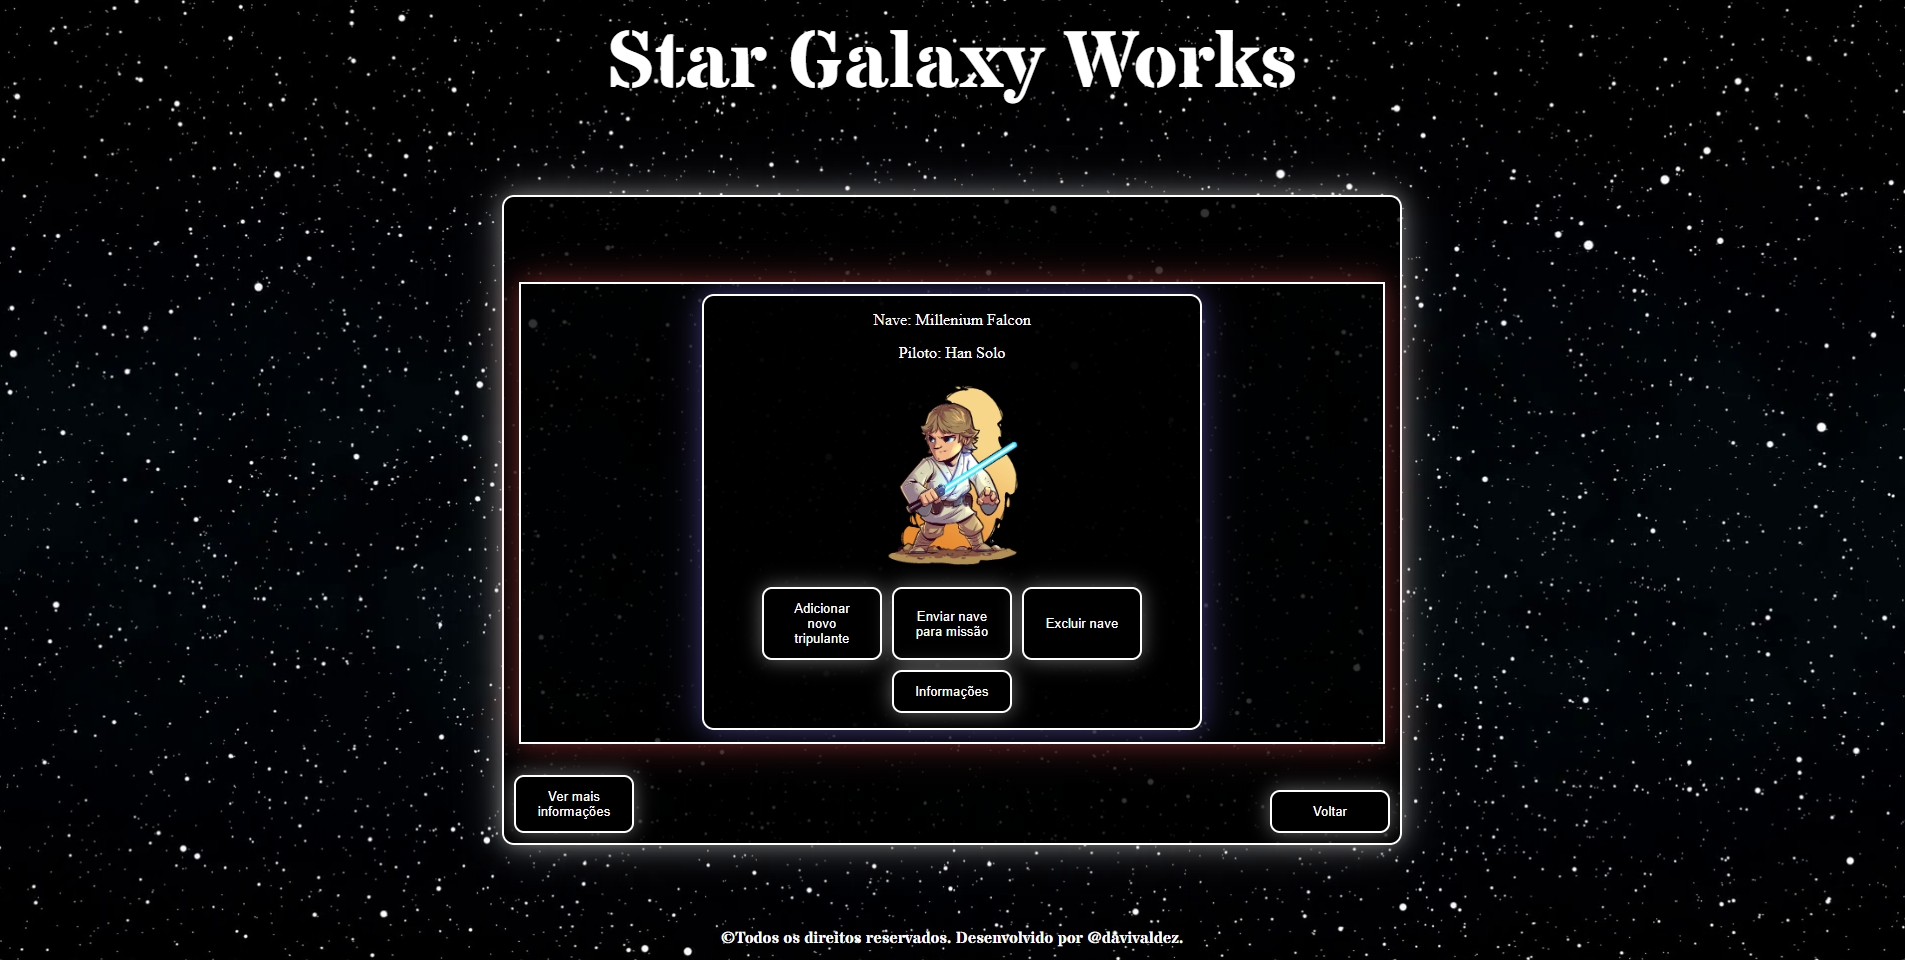 Star Galaxy Works
Nave: Millenium Falcon
Piloto: Han Solo
Adicionar
novo
tripulante
Enviar nave
para missão
Excluir nave
Informações
Ver mais
informações
Voltar
©Todos os direitos reservados. Desenvolvido por @davivaldez.